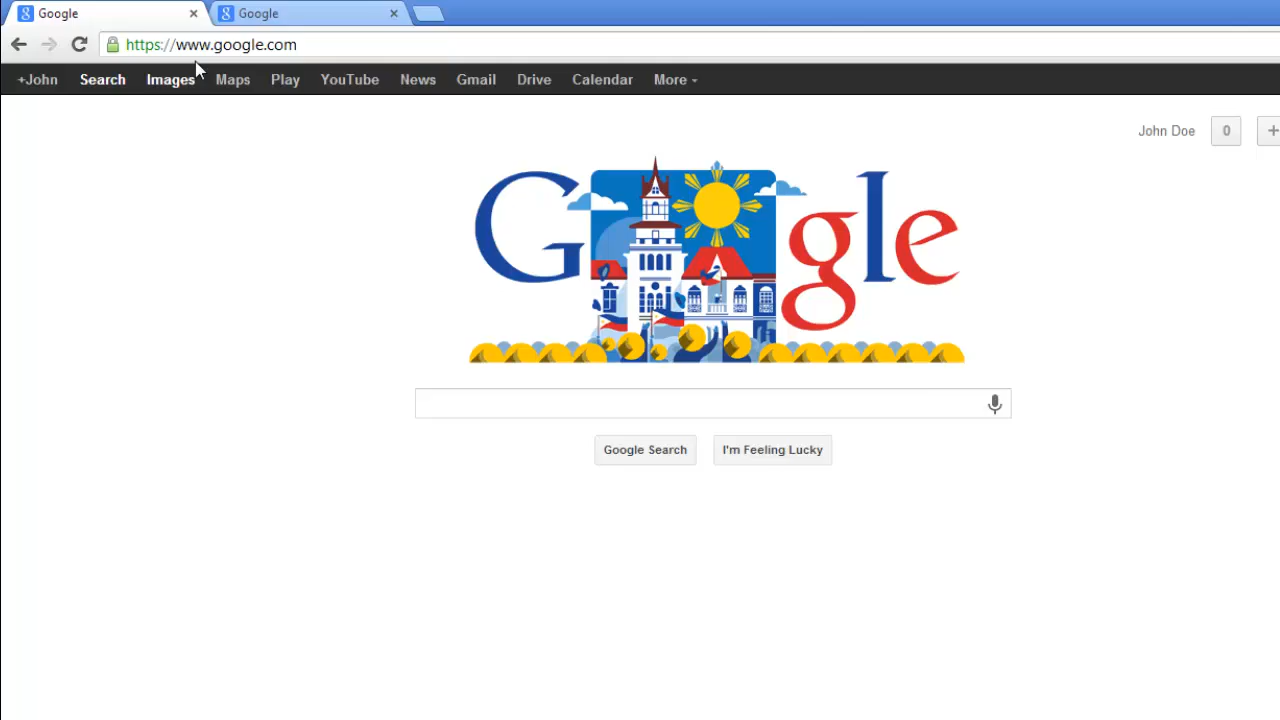 Google Google
https://www.google.com
+John Search Images Maps Play YouTube News Gmail Drive Calendar More
John Doe 0 +
Google
Google Search I'm Feeling Lucky